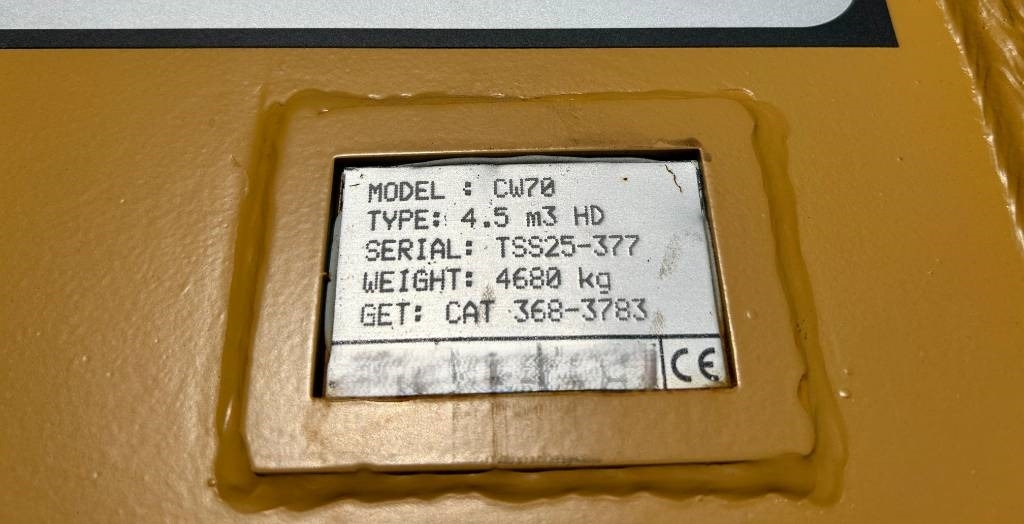 MODEL : CW70
TYPE: 4.5 m3 HD
SERIAL: TSS25-377
WEIGHT: 4680 kg
GET: CAT 368-3783
CE